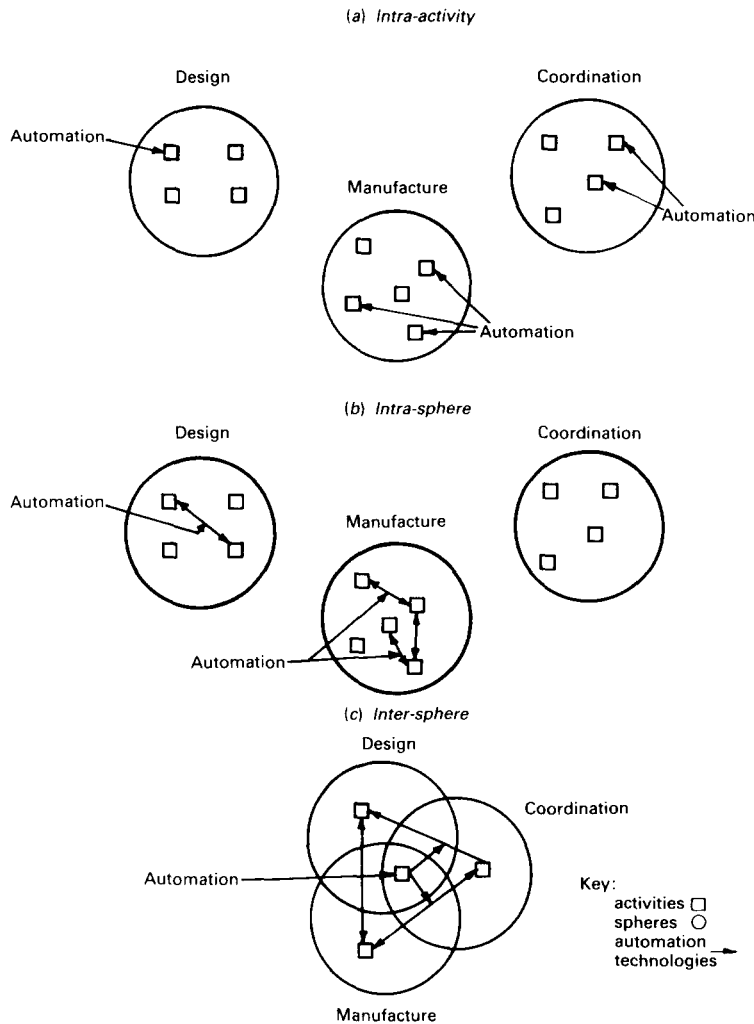 (a) Intra-activity
Design
Coordination
Automation
Manufacture
Automation
Automation
(b) Intra-sphere
Design
Coordination
Automation
Manufacture
Automation
(c) Inter-sphere
Design
Coordination
Automation
Key:
activities
spheres
automation
technologies
Manufacture